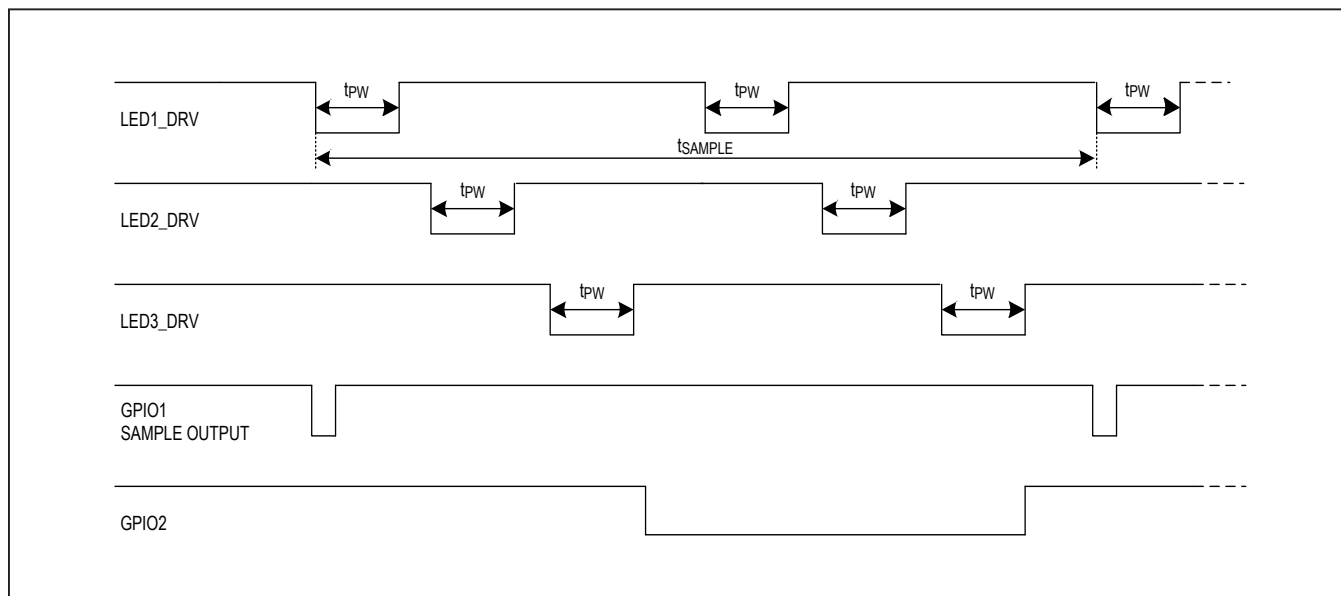 tPW
tPW
tPW
LED1_DRV
tSAMPLE
tPW
tPW
LED2_DRV
tPW
tPW
LED3_DRV
GPIO1
SAMPLE OUTPUT
GPIO2